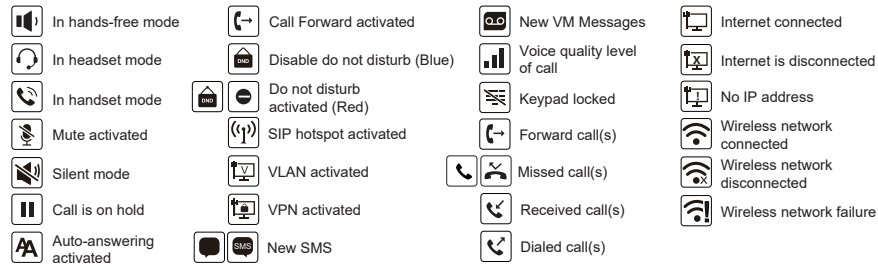 In hands-free mode
In headset mode
In handset mode
Mute activated
Silent mode
Call is on hold
AA
Auto-answering
activated
Call Forward activated
DND
Disable do not disturb (Blue)
DND
Do not disturb
activated (Red)
SIP hotspot activated
V
VLAN activated
VPN activated
SMS
New SMS
New VM Messages
Voice quality level
of call
Keypad locked
Forward call(s)
Missed call(s)
Received call(s)
Dialed call(s)
Internet connected
X
Internet is disconnected
!
No IP address
Wireless network
connected
x
Wireless network
disconnected
!
Wireless network failure